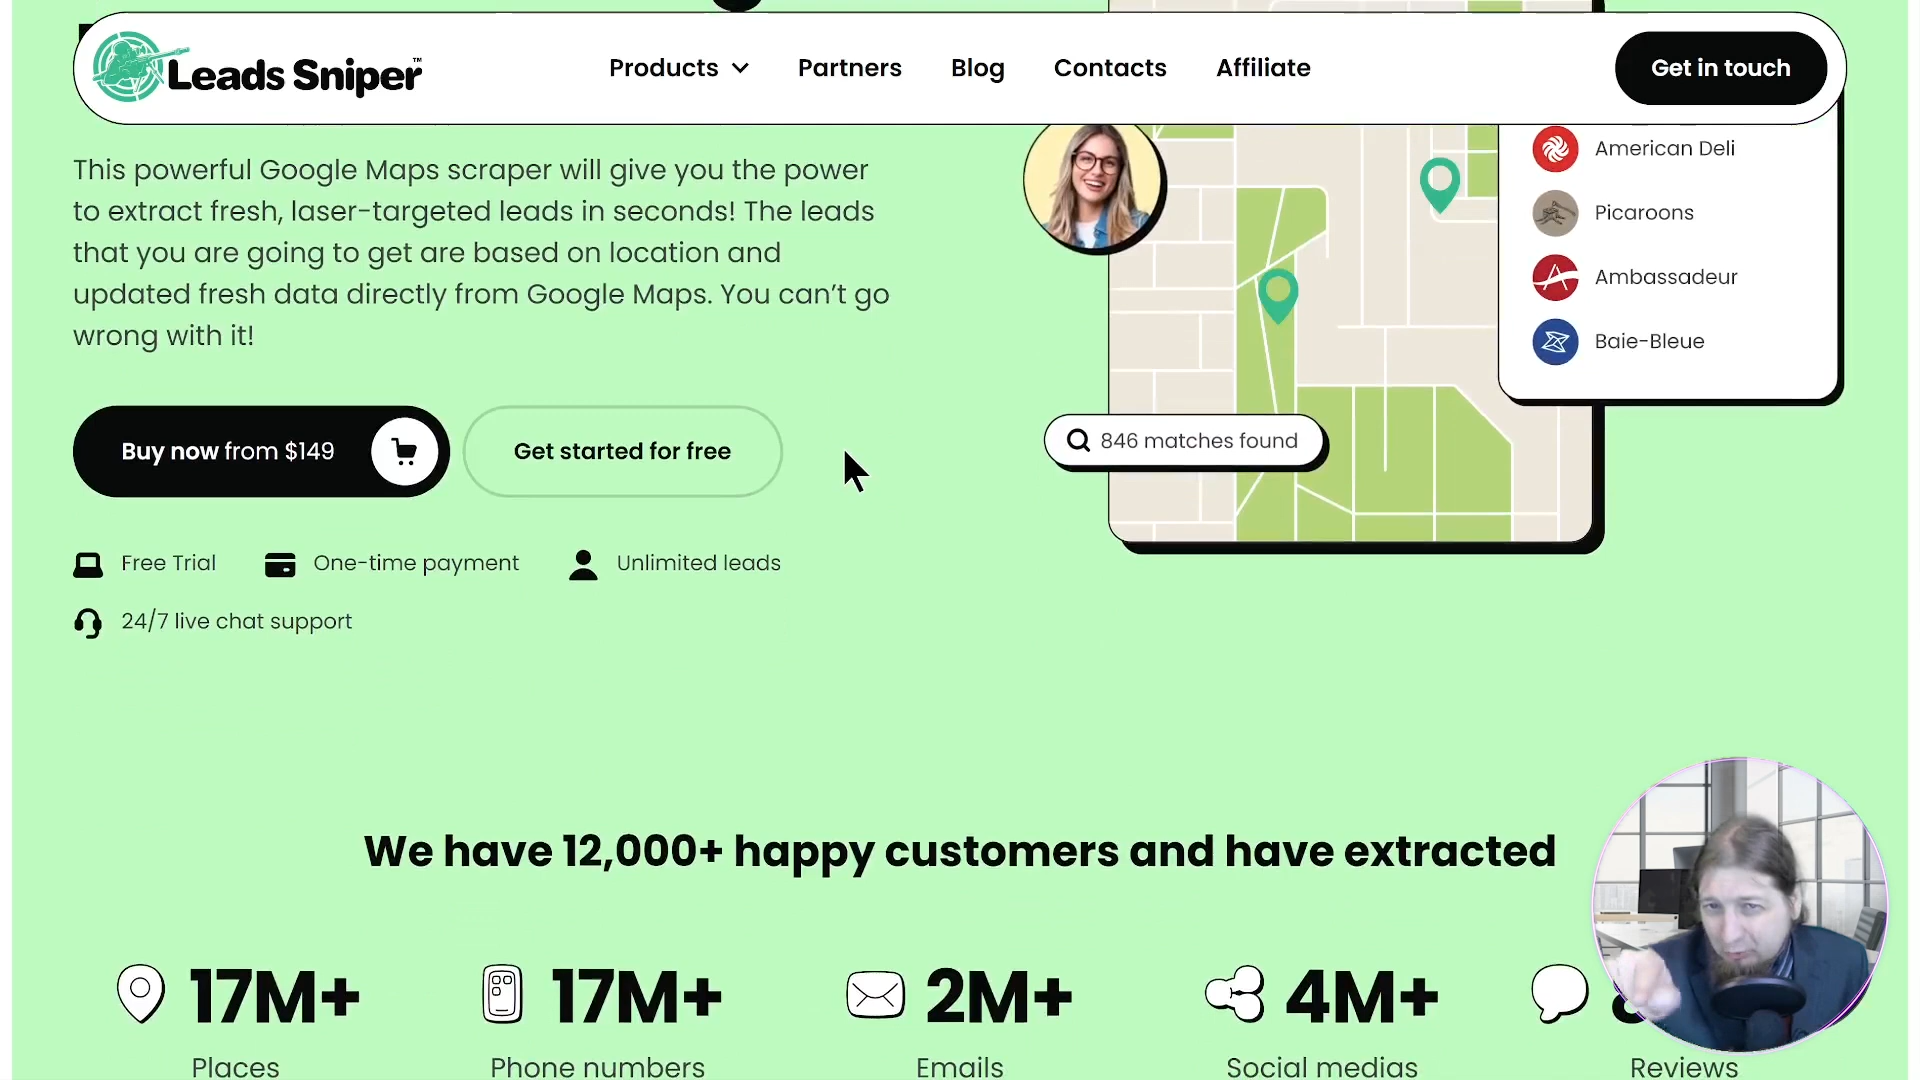 Leads Sniper™
Products
Partners
Blog
Contacts
Affiliate
Get in touch
This powerful Google Maps scraper will give you the power
to extract fresh, laser-targeted leads in seconds! The leads
that you are going to get are based on location and
updated fresh data directly from Google Maps. You can’t go
wrong with it!
American Deli
Picaroons
Ambassadeur
Baie-Bleue
846 matches found
Buy now from $149
Get started for free
Free Trial
One-time payment
Unlimited leads
24/7 live chat support
We have 12,000+ happy customers and have extracted
17M+
17M+
2M+
4M+
Places
Phone numbers
Emails
Social medias
Reviews